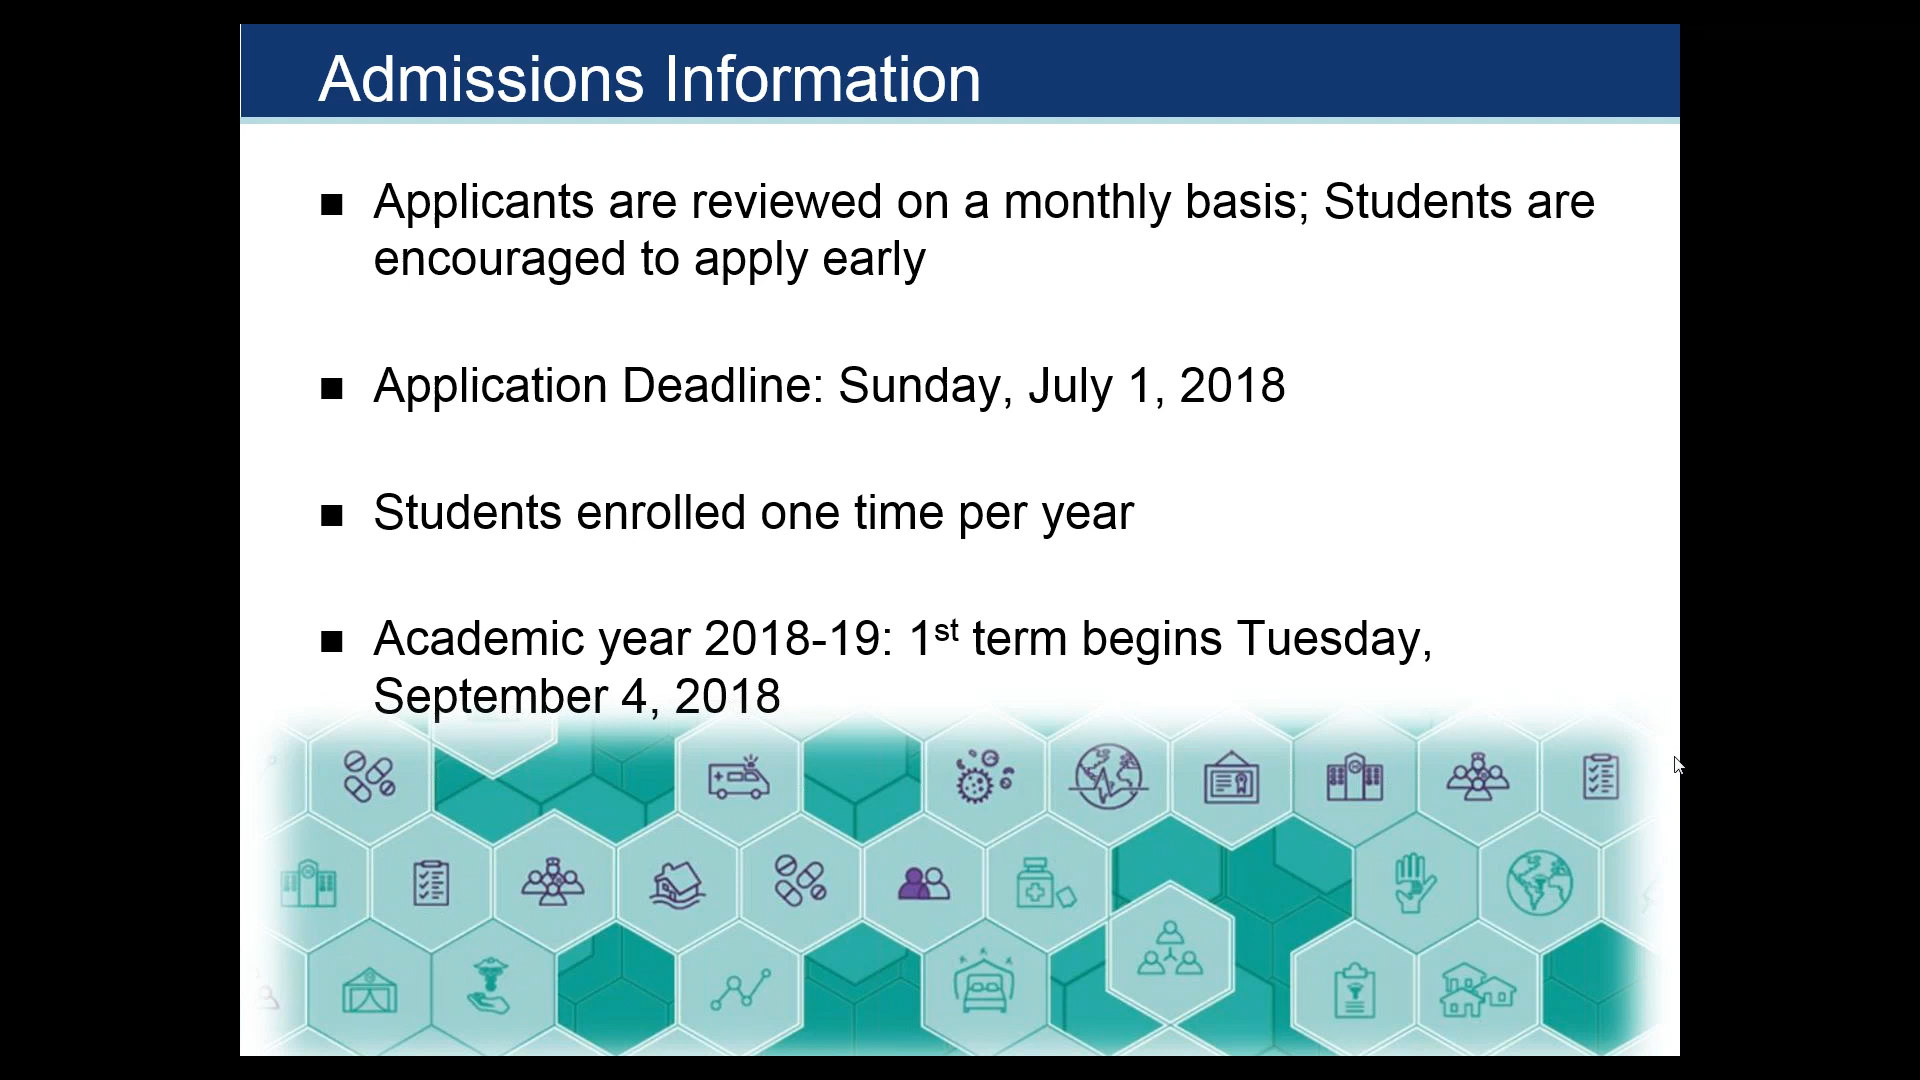 Admissions Information
■ Applicants are reviewed on a monthly basis; Students are
encouraged to apply early
■ Application Deadline: Sunday, July 1, 2018
■ Students enrolled one time per year
■ Academic year 2018-19: 1st term begins Tuesday,
September 4, 2018